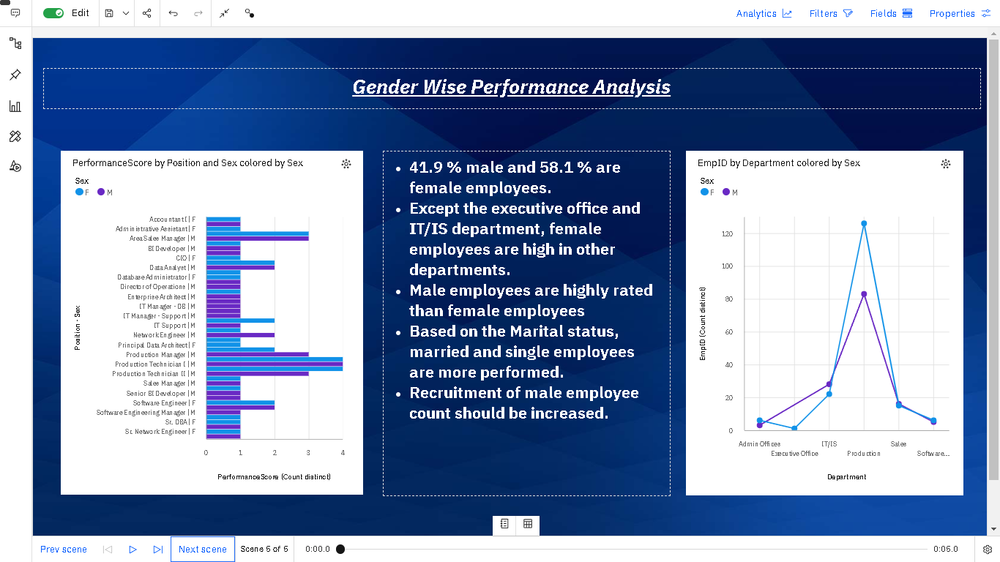 Edit
Analytics
Filters
Fields
Properties
Gender Wise Performance Analysis
PerformanceScore by Position and Sex colored by Sex
Sex
F
M
Accountant I | F
Administrative Assistant | F
Area Sales Manager | M
BI Developer | M
CIO | F
Data Analyst | M
Database Administrator | F
Director of Operations | M
Enterprise Architect | M
IT Manager - DB | M
IT Manager - Support | M
IT Support | M
Network Engineer | M
Principal Data Architect | F
Production Manager | M
Production Technician I | M
Production Technician II | M
Sales Manager | M
Senior BI Developer | M
Software Engineer | F
Software Engineering Manager | M
Sr. DBA | F
Sr. Network Engineer | F
Position - Sex
0 1 2 3 4
PerformanceScore (Count distinct)
• 41.9 % male and 58.1 % are
female employees.
• Except the executive office and
IT/IS department, female
employees are high in other
departments.
• Male employees are highly rated
than female employees
• Based on the Marital status,
married and single employees
are more performed.
• Recruitment of male employee
count should be increased.
EmpID by Department colored by Sex
Sex
F
M
120
100
80
60
40
20
0
EmpID (Count distinct)
Admin Offices
Executive Office
IT/IS
Production
Sales
Software...
Department
Prev scene
Next scene
Scene 5 of 5
0:00.0
0:05.0